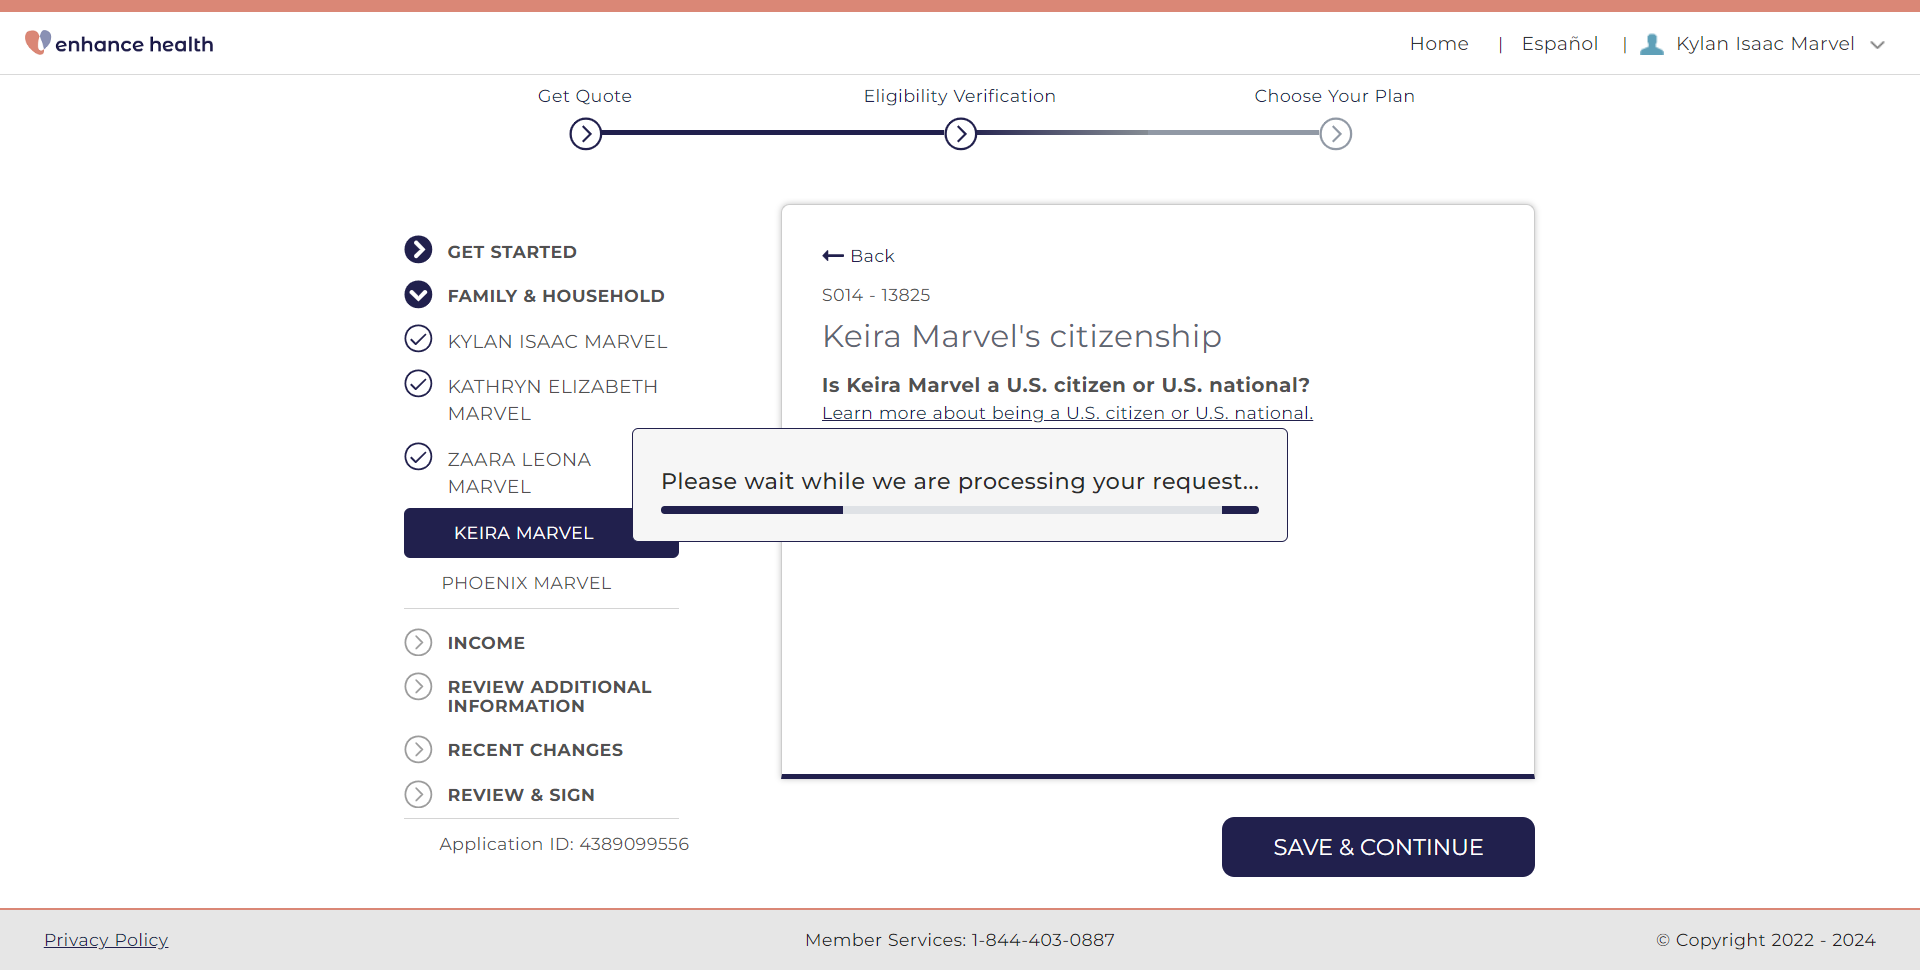 enhance health
Home | Español | Kylan Isaac Marvel
Get Quote
Eligibility Verification
Choose Your Plan
GET STARTED
FAMILY & HOUSEHOLD
KYLAN ISAAC MARVEL
KATHRYN ELIZABETH
MARVEL
ZAARA LEONA
MARVEL
KEIRA MARVEL
PHOENIX MARVEL
INCOME
REVIEW ADDITIONAL
INFORMATION
RECENT CHANGES
REVIEW & SIGN
Application ID: 4389099556
Back
S014 - 13825
Keira Marvel's citizenship
Is Keira Marvel a U.S. citizen or U.S. national?
Learn more about being a U.S. citizen or U.S. national.
Please wait while we are processing your request...
SAVE & CONTINUE
Privacy Policy
Member Services: 1-844-403-0887
© Copyright 2022 - 2024